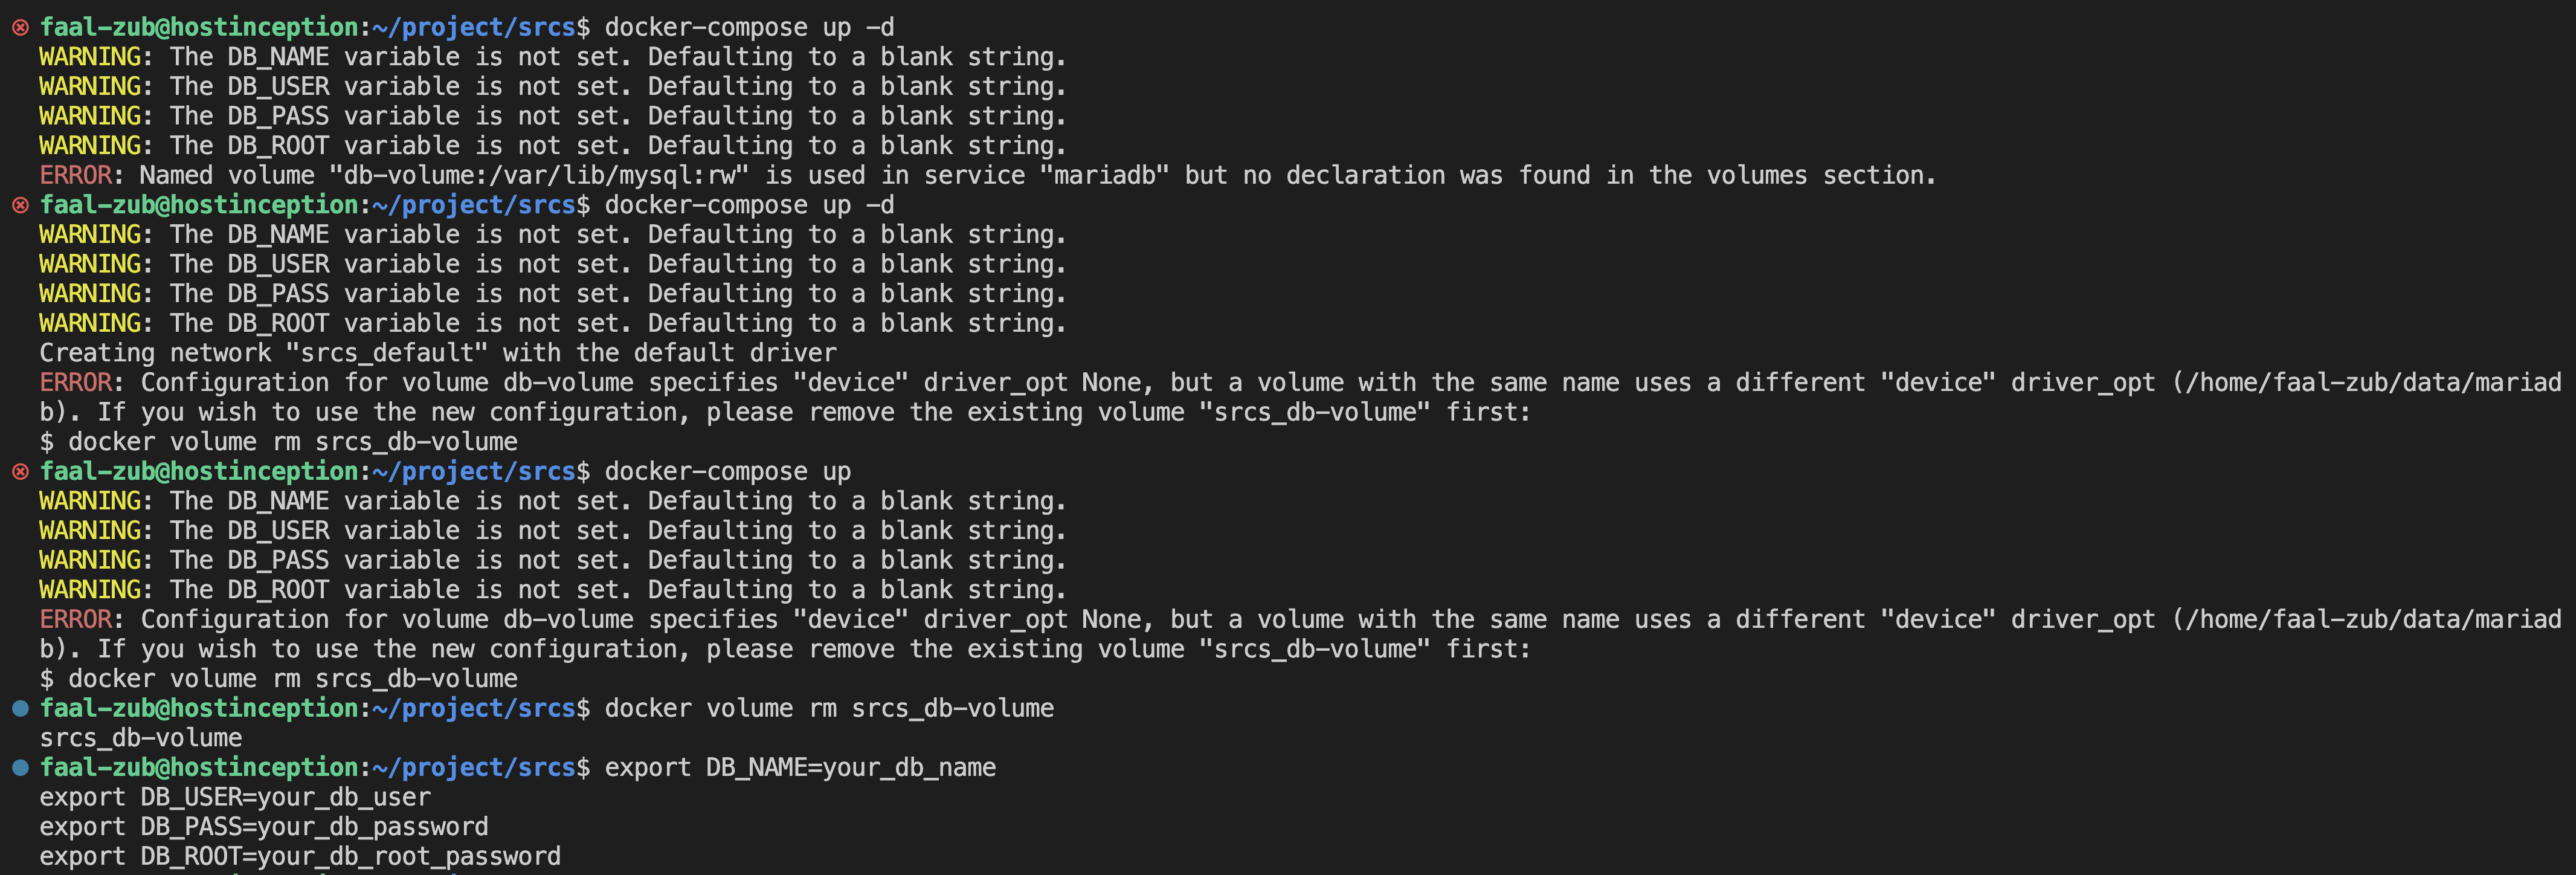 faal-zub@hostinception:~/project/srcs$ docker-compose up -d
WARNING: The DB_NAME variable is not set. Defaulting to a blank string.
WARNING: The DB_USER variable is not set. Defaulting to a blank string.
WARNING: The DB_PASS variable is not set. Defaulting to a blank string.
WARNING: The DB_ROOT variable is not set. Defaulting to a blank string.
ERROR: Named volume "db-volume:/var/lib/mysql:rw" is used in service "mariadb" but no declaration was found in the volumes section.
faal-zub@hostinception:~/project/srcs$ docker-compose up -d
WARNING: The DB_NAME variable is not set. Defaulting to a blank string.
WARNING: The DB_USER variable is not set. Defaulting to a blank string.
WARNING: The DB_PASS variable is not set. Defaulting to a blank string.
WARNING: The DB_ROOT variable is not set. Defaulting to a blank string.
Creating network "srcs_default" with the default driver
ERROR: Configuration for volume db-volume specifies "device" driver_opt None, but a volume with the same name uses a different "device" driver_opt (/home/faal-zub/data/mariad
b). If you wish to use the new configuration, please remove the existing volume "srcs_db-volume" first:
$ docker volume rm srcs_db-volume
faal-zub@hostinception:~/project/srcs$ docker-compose up
WARNING: The DB_NAME variable is not set. Defaulting to a blank string.
WARNING: The DB_USER variable is not set. Defaulting to a blank string.
WARNING: The DB_PASS variable is not set. Defaulting to a blank string.
WARNING: The DB_ROOT variable is not set. Defaulting to a blank string.
ERROR: Configuration for volume db-volume specifies "device" driver_opt None, but a volume with the same name uses a different "device" driver_opt (/home/faal-zub/data/mariad
b). If you wish to use the new configuration, please remove the existing volume "srcs_db-volume" first:
$ docker volume rm srcs_db-volume
faal-zub@hostinception:~/project/srcs$ docker volume rm srcs_db-volume
srcs_db-volume
faal-zub@hostinception:~/project/srcs$ export DB_NAME=your_db_name
export DB_USER=your_db_user
export DB_PASS=your_db_password
export DB_ROOT=your_db_root_password